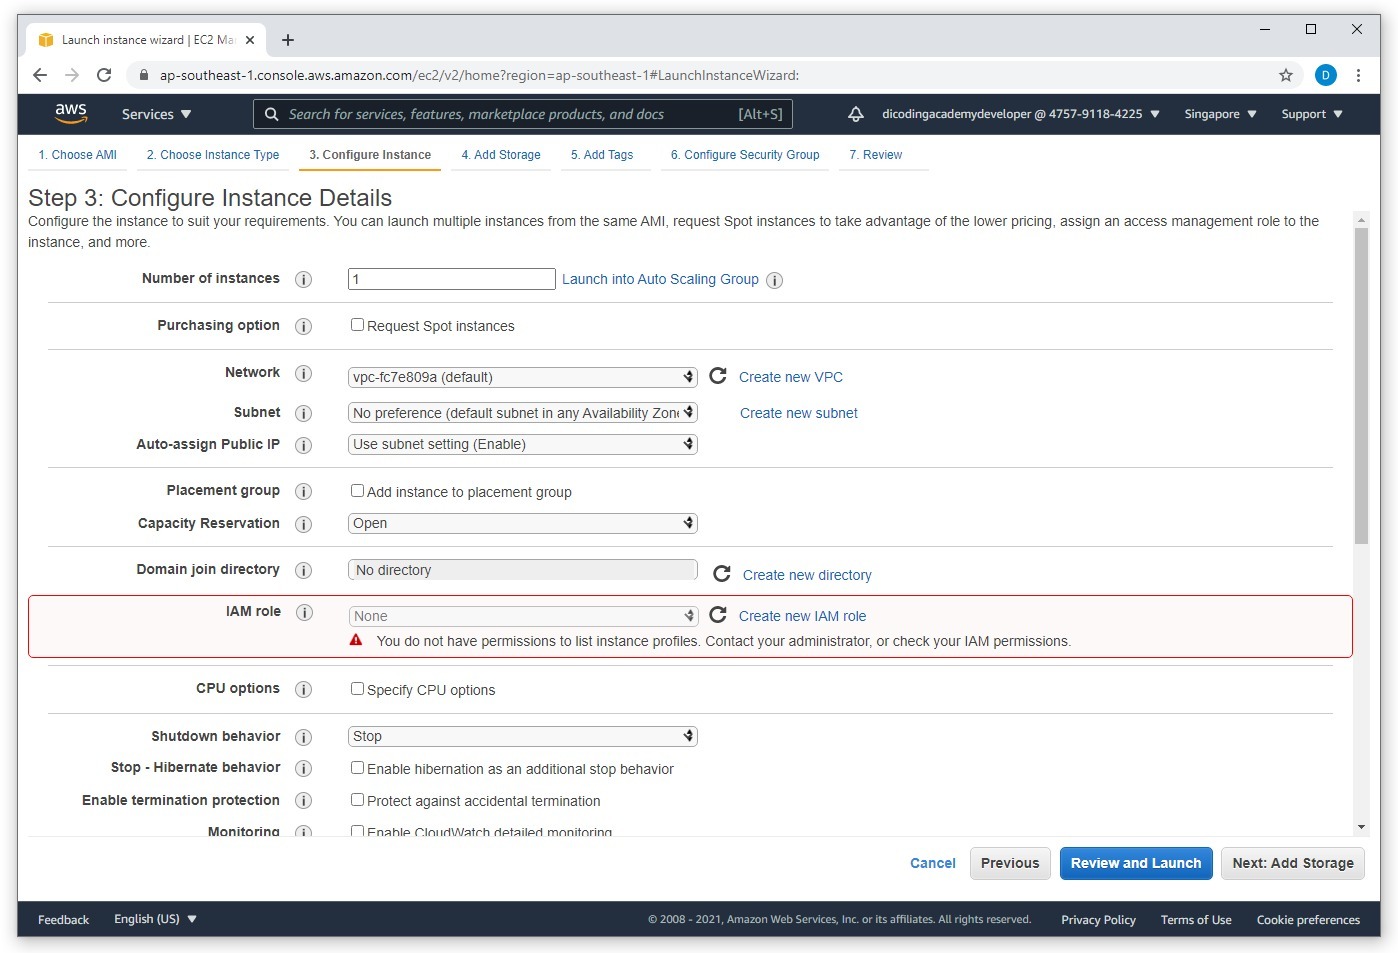 Launch instance wizard | EC2 Ma
ap-southeast-1.console.aws.amazon.com/ec2/v2/home?region=ap-southeast-1#LaunchInstanceWizard:
D
aws
Services
Search for services, features, marketplace products, and docs
[Alt+S]
dicodingacademydeveloper @ 4757-9118-4225
Singapore
Support
1. Choose AMI
2. Choose Instance Type
3. Configure Instance
4. Add Storage
5. Add Tags
6. Configure Security Group
7. Review
Step 3: Configure Instance Details
Configure the instance to suit your requirements. You can launch multiple instances from the same AMI, request Spot instances to take advantage of the lower pricing, assign an access management role to the
instance, and more.
Number of instances
1
Launch into Auto Scaling Group
Purchasing option
Request Spot instances
Network
vpc-fc7e809a (default)
Create new VPC
Subnet
No preference (default subnet in any Availability Zone
Create new subnet
Auto-assign Public IP
Use subnet setting (Enable)
Placement group
Add instance to placement group
Capacity Reservation
Open
Domain join directory
No directory
Create new directory
IAM role
None
Create new IAM role
You do not have permissions to list instance profiles. Contact your administrator, or check your IAM permissions.
CPU options
Specify CPU options
Shutdown behavior
Stop
Stop - Hibernate behavior
Enable hibernation as an additional stop behavior
Enable termination protection
Protect against accidental termination
Monitoring
Enable CloudWatch detailed monitoring
Cancel
Previous
Review and Launch
Next: Add Storage
Feedback
English (US)
© 2008 - 2021, Amazon Web Services, Inc. or its affiliates. All rights reserved.
Privacy Policy
Terms of Use
Cookie preferences